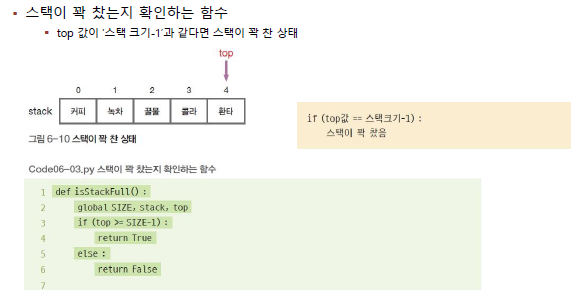 ▪ 스택이 꽉 찼는지 확인하는 함수
▪ top 값이 '스택 크기-1'과 같다면 스택이 꽉 찬 상태
top
0 1 2 3 4
stack 커피 녹차 꿀물 콜라 환타
그림 6-10 스택이 꽉 찬 상태
if (top값 == 스택크기-1) :
스택이 꽉 찼음
Code06-03.py 스택이 꽉 찼는지 확인하는 함수
1 def isStackFull() :
2 global SIZE, stack, top
3 if (top >= SIZE-1) :
4 return True
5 else :
6 return False
7